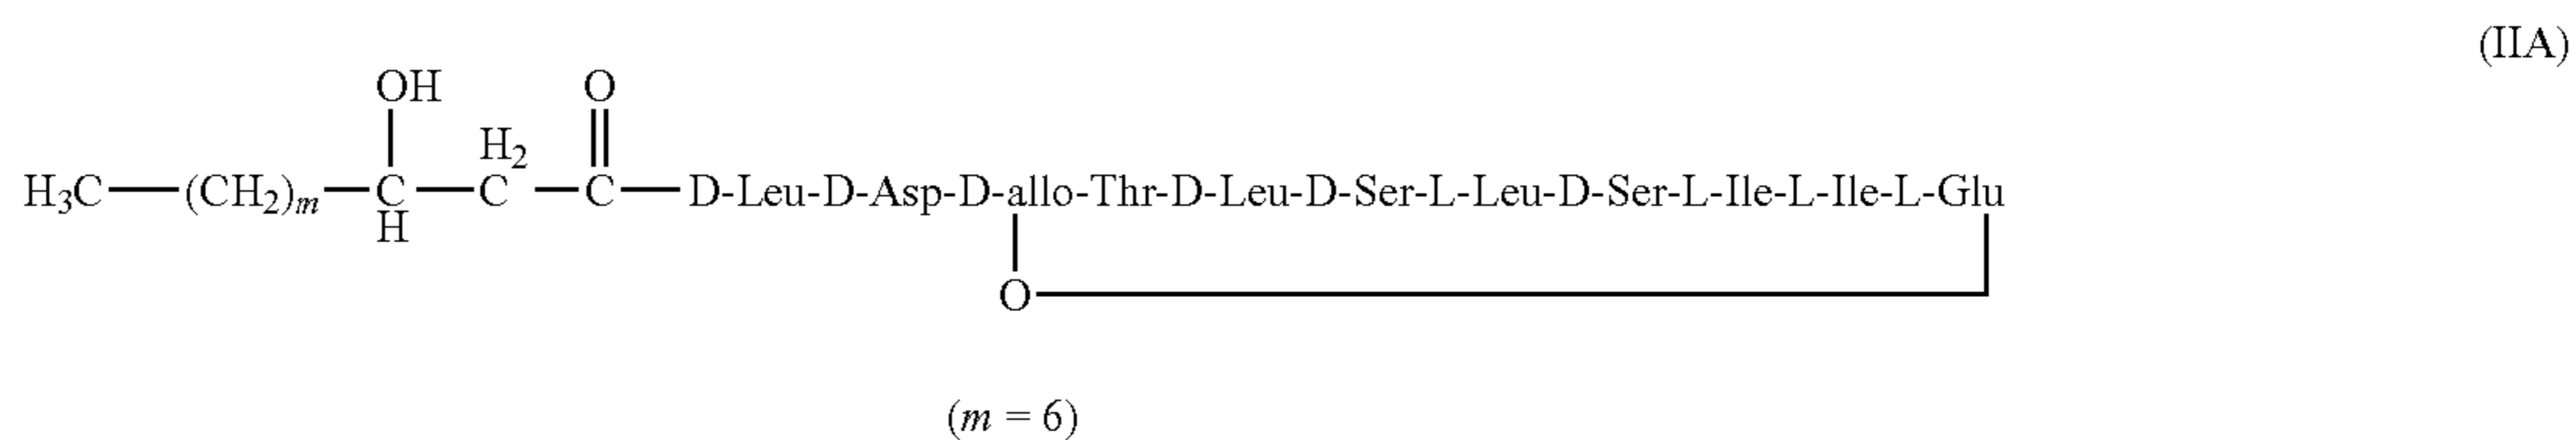 (IIA)
OH O
H₂
H₃C—(CH₂)ₘ—C—C—C—D-Leu-D-Asp-D-allo-Thr-D-Leu-D-Ser-L-Leu-D-Ser-L-Ile-L-Ile-L-Glu
H
O
(m = 6)